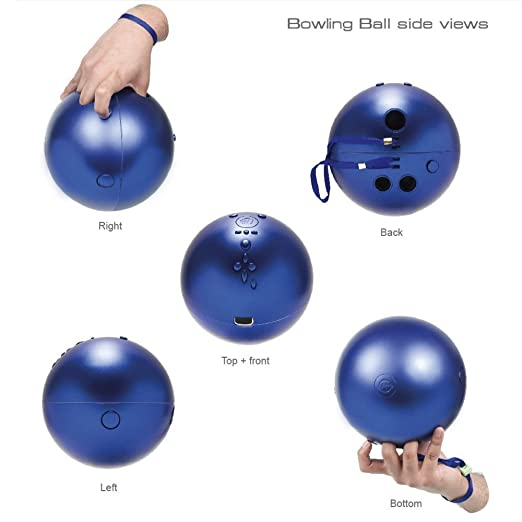 Bowling Ball side views
Right
Back
Top + front
Left
Bottom